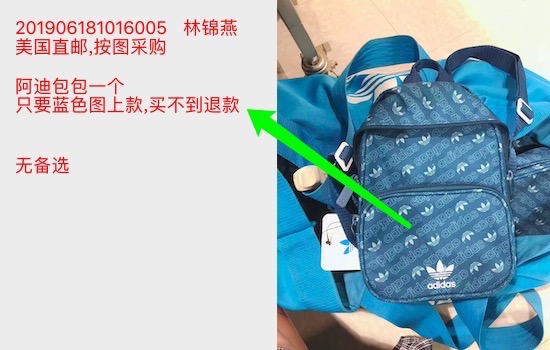 201906181016005 林锦燕
美国直邮,按图采购
阿迪包包一个
只要蓝色图上款,买不到退款
无备选
adidas